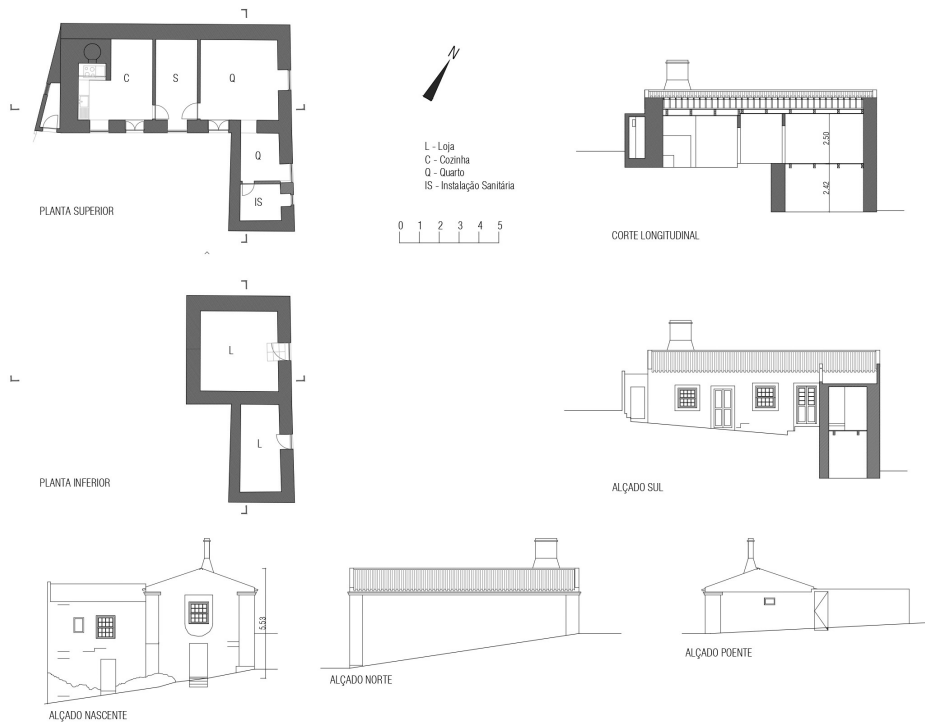 C
S
Q
Q
IS
PLANTA SUPERIOR
N
L - Loja
C - Cozinha
Q - Quarto
IS - Instalação Sanitária
0 1 2 3 4 5
2.50
2.42
CORTE LONGITUDINAL
L
L
PLANTA INFERIOR
ALÇADO SUL
5.53
ALÇADO NASCENTE
ALÇADO NORTE
ALÇADO POENTE